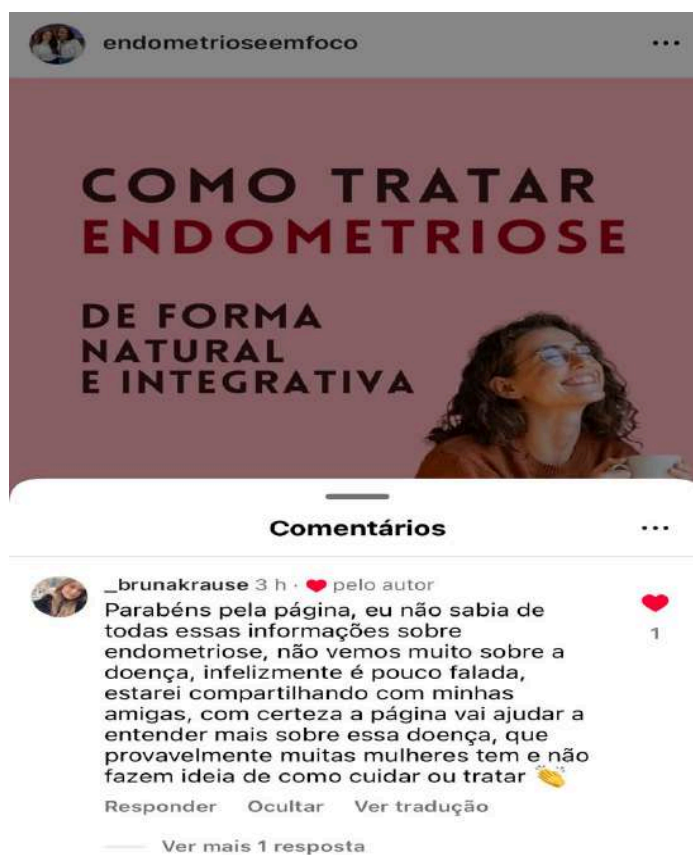 endometrioseemfoco
COMO TRATAR
ENDOMETRIOSE
DE FORMA
NATURAL
E INTEGRATIVA
Comentários
_brunakrause 3 h · ❤️ pelo autor
Parabéns pela página, eu não sabia de
todas essas informações sobre
endometriose, não vemos muito sobre a
doença, infelizmente é pouco falada,
estarei compartilhando com minhas
amigas, com certeza a página vai ajudar a
entender mais sobre essa doença, que
provavelmente muitas mulheres tem e não
fazem ideia de como cuidar ou tratar 👏
1
Responder Ocultar Ver tradução
Ver mais 1 resposta